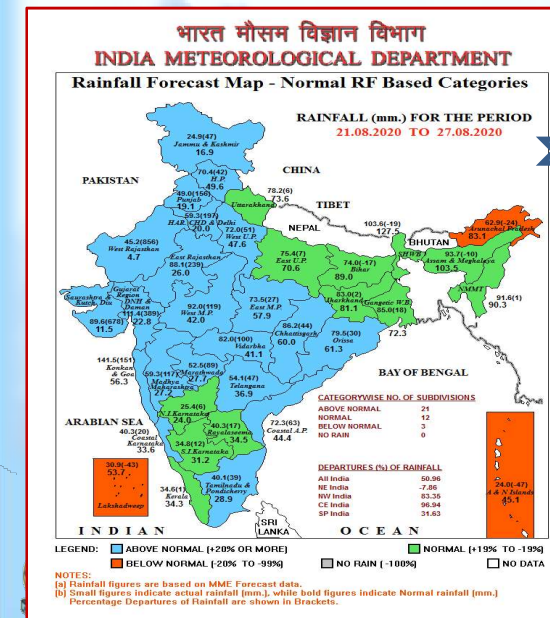 भारत मौसम विज्ञान विभाग
INDIA METEOROLOGICAL DEPARTMENT
Rainfall Forecast Map - Normal RF Based Categories
RAINFALL (mm.) FOR THE PERIOD
21.08.2020 TO 27.08.2020
24.9(47)
Jammu & Kashmir
16.9
CHINA
70.4(42)
H.P.
49.6
PAKISTAN
49.0(156)
Punjab
19.1
78.2(6)
Uttarakhand
73.6
TIBET
59.3(197)
HAR. CHD & Delhi
20.0
72.0(51)
West U.P.
47.6
NEPAL
103.6(-19)
127.5
SHWB
BHUTAN
62.9(-24)
Arunachal Pradesh
83.1
45.2(856)
West Rajasthan
4.7
East Rajasthan
88.1(239)
26.0
75.4(7)
East U.P.
70.6
74.0(-17)
Bihar
89.0
93.7(-10)
Assam & Meghalaya
103.5
NMMT
91.6(1)
90.3
Saurashtra &
Kutch, Diu
89.6(678)
11.5
Gujarat
Region
DNH &
Daman
111.4(389)
22.8
92.0(119)
West M.P.
42.0
73.5(27)
East M.P.
57.9
83.0(2)
Jharkhand
81.1
Gangetic W.B.
85.0(18)
72.3
86.2(44)
Chhattisgarh
60.0
79.5(30)
Orissa
61.3
82.0(100)
Vidarbha
41.1
141.5(151)
Konkan
& Goa
56.3
59.3(117)
Madhya
Maharashtra
27.2
52.5(89)
Marathwada
27.7
54.1(47)
Telangana
36.9
BAY OF BENGAL
25.4(6)
N.I.Karnataka
24.0
ARABIAN SEA
40.3(20)
Coastal
Karnataka
33.6
40.3(17)
Rayalaseema
34.5
72.3(63)
Coastal A.P.
44.4
34.8(12)
S.I.Karnataka
31.2
CATEGORYWISE NO. OF SUBDIVISIONS
ABOVE NORMAL 21
NORMAL 12
BELOW NORMAL 3
NO RAIN 0
DEPARTURES (%) OF RAINFALL
All India 50.96
NE India -7.86
NW India 83.35
CE India 96.94
SP India 31.63
30.9(-43)
53.7
Lakshadweep
34.6(1)
Kerala
34.3
40.1(39)
Tamilnadu &
Pondicherry
28.9
24.0(-47)
A & N Islands
45.1
SRI
LANKA
INDIAN OCEAN
LEGEND: ABOVE NORMAL (+20% OR MORE) NORMAL (+19% TO -19%)
BELOW NORMAL (-20% TO -99%) NO RAIN (-100%) NO DATA
NOTES:
(a) Rainfall figures are based on MME Forecast data.
(b) Small figures indicate actual rainfall (mm.), while bold figures indicate Normal rainfall (mm.)
Percentage Departures of Rainfall are shown in Brackets.